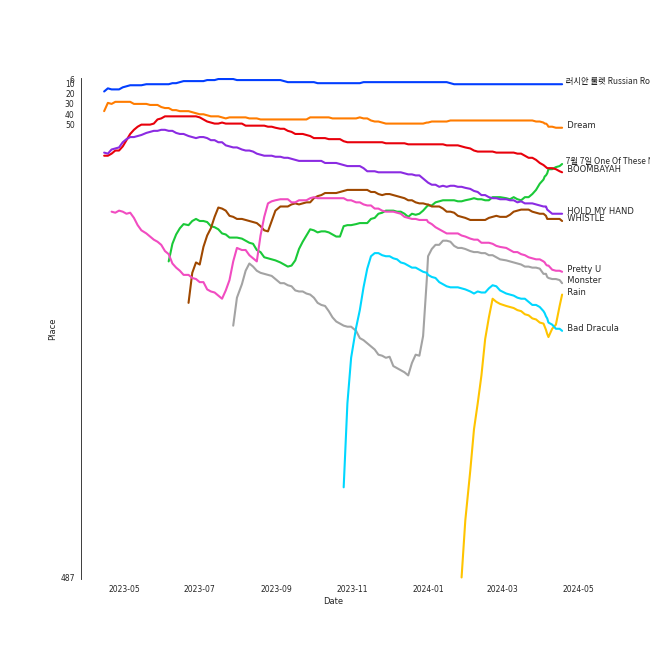 6
10
20
30
40
50
487
Place
2023-05
2023-07
2023-09
2023-11
2024-01
2024-03
2024-05
Date
러시안 룰렛 Russian Ro
Dream
7월 7일 One Of These
BOOMBAYAH
HOLD MY HAND
WHISTLE
Pretty U
Monster
Rain
Bad Dracula